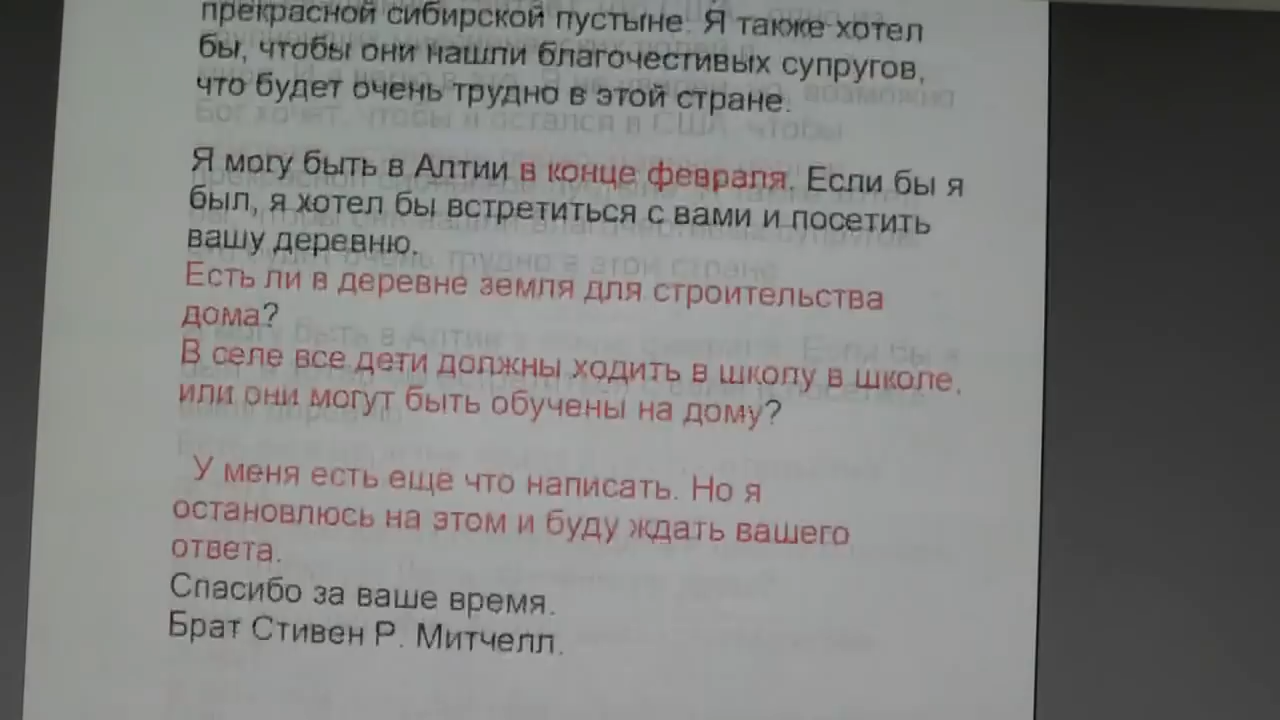 прекрасной сибирской пустыне. Я также хотел
бы, чтобы они нашли благочестивых супругов,
что будет очень трудно в этой стране.
Я могу быть в Алтии в конце февраля. Если бы я
был, я хотел бы встретиться с вами и посетить
вашу деревню.
Есть ли в деревне земля для строительства
дома?
В селе все дети должны ходить в школу в школе,
или они могут быть обучены на дому?
У меня есть еще что написать. Но я
остановлюсь на этом и буду ждать вашего
ответа.
Спасибо за ваше время.
Брат Стивен Р. Митчелл.